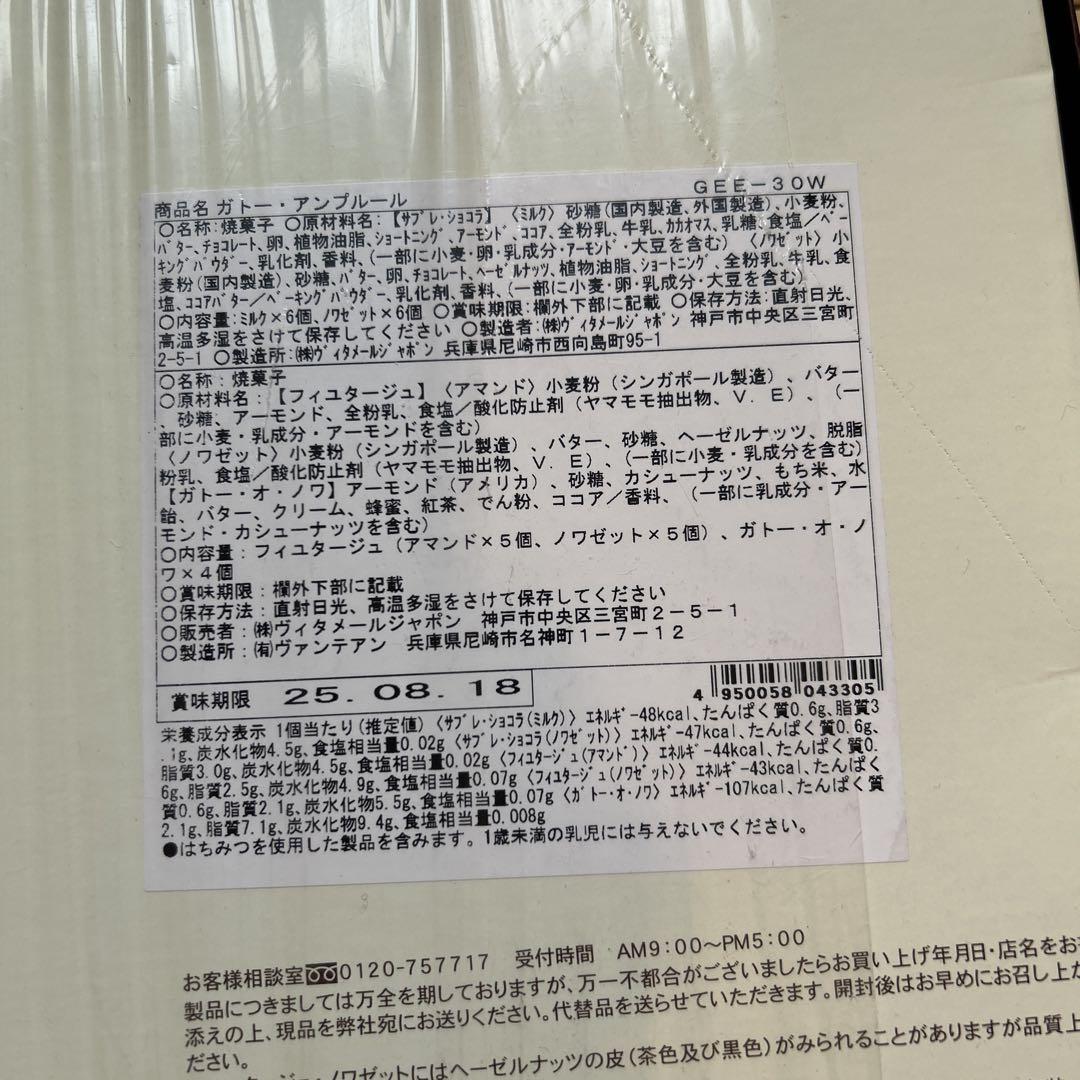 GEE-30W
商品名 ガトー・アンプルール
○名称:焼菓子 ○原材料名:【サブレ・ショコラ】〈ミルク〉砂糖(国内製造、外国製造)、小麦粉、
バター、チョコレート、卵、植物油脂、ショートニング、アーモンド、ココア、全粉乳、牛乳、カカオマス、乳糖、食塩/ベー
キングパウダー、乳化剤、香料、(一部に小麦・卵・乳成分・アーモンド・大豆を含む)〈ノワゼット〉小
麦粉(国内製造)、砂糖、バター、卵、チョコレート、ヘーゼルナッツ、植物油脂、ショートニング、全粉乳、牛乳、食
塩、ココアバター/ベーキングパウダー、乳化剤、香料、(一部に小麦・卵・乳成分・大豆を含む)
○内容量:ミルク×6個、ノワゼット×6個 ○賞味期限:欄外下部に記載 ○保存方法:直射日光、
高温多湿をさけて保存してください ○製造者:㈱ヴィタメールジャポン 神戸市中央区三宮町
2-5-1 ○製造所:㈱ヴィタメールジャポン 兵庫県尼崎市西向島町95-1
○名称:焼菓子
○原材料名:【フィユタージュ】〈アマンド〉小麦粉(シンガポール製造)、バター
、砂糖、アーモンド、全粉乳、食塩/酸化防止剤(ヤマモモ抽出物、V.E)、(一
部に小麦・乳成分・アーモンドを含む)
〈ノワゼット〉小麦粉(シンガポール製造)、バター、砂糖、ヘーゼルナッツ、脱脂
粉乳、食塩/酸化防止剤(ヤマモモ抽出物、V.E)、(一部に小麦・乳成分を含む)
【ガトー・オ・ノワ】アーモンド(アメリカ)、砂糖、カシューナッツ、もち米、水
飴、バター、クリーム、蜂蜜、紅茶、でん粉、ココア/香料、(一部に乳成分・アー
モンド・カシューナッツを含む)
○内容量:フィユタージュ(アマンド×5個、ノワゼット×5個)、ガトー・オ・ノ
ワ×4個
○賞味期限:欄外下部に記載
○保存方法:直射日光、高温多湿をさけて保存してください
○販売者:㈱ヴィタメールジャポン 神戸市中央区三宮町2-5-1
○製造所:㈲ヴァンテアン 兵庫県尼崎市名神町1-7-12
賞味期限 25.08.18
4 950058 043305
栄養成分表示 1個当たり(推定値)〈サブレ・ショコラ(ミルク)〉エネルギー48kcal、たんぱく質0.6g、脂質3
.1g、炭水化物4.5g、食塩相当量0.02g〈サブレ・ショコラ(ノワゼット)〉エネルギー47kcal、たんぱく質0.6g、
脂質3.0g、炭水化物4.5g、食塩相当量0.02g〈フィユタージュ(アマンド)〉エネルギー44kcal、たんぱく質0.
6g、脂質2.5g、炭水化物4.9g、食塩相当量0.07g〈フィユタージュ(ノワゼット)〉エネルギー43kcal、たんぱく
質0.6g、脂質2.1g、炭水化物5.5g、食塩相当量0.07g〈ガトー・オ・ノワ〉エネルギー107kcal、たんぱく質
2.1g、脂質7.1g、炭水化物9.4g、食塩相当量0.008g
●はちみつを使用した製品を含みます。1歳未満の乳児には与えないでください。
お客様相談室 0120-757717 受付時間 AM9:00〜PM5:00
製品につきましては万全を期しておりますが、万一不都合がございましたらお買い上げ年月日・店名をお
添えの上、現品を弊社宛にお送りください。代替品を送らせていただきます。開封後はお早めにお召し上が
ださい。
ージュ・ノワゼットにはヘーゼルナッツの皮(茶色及び黒色)がみられることがありますが品質上